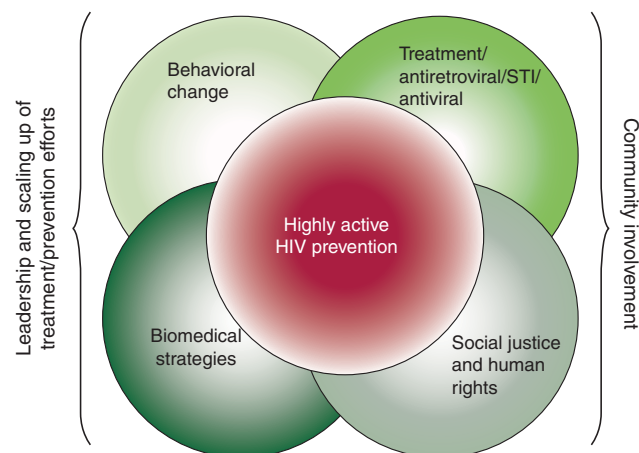 Leadership and scaling up of
treatment/prevention efforts
Behavioral
change
Treatment/
antiretroviral/STI/
antiviral
Highly active
HIV prevention
Biomedical
strategies
Social justice
and human
rights
Community involvement